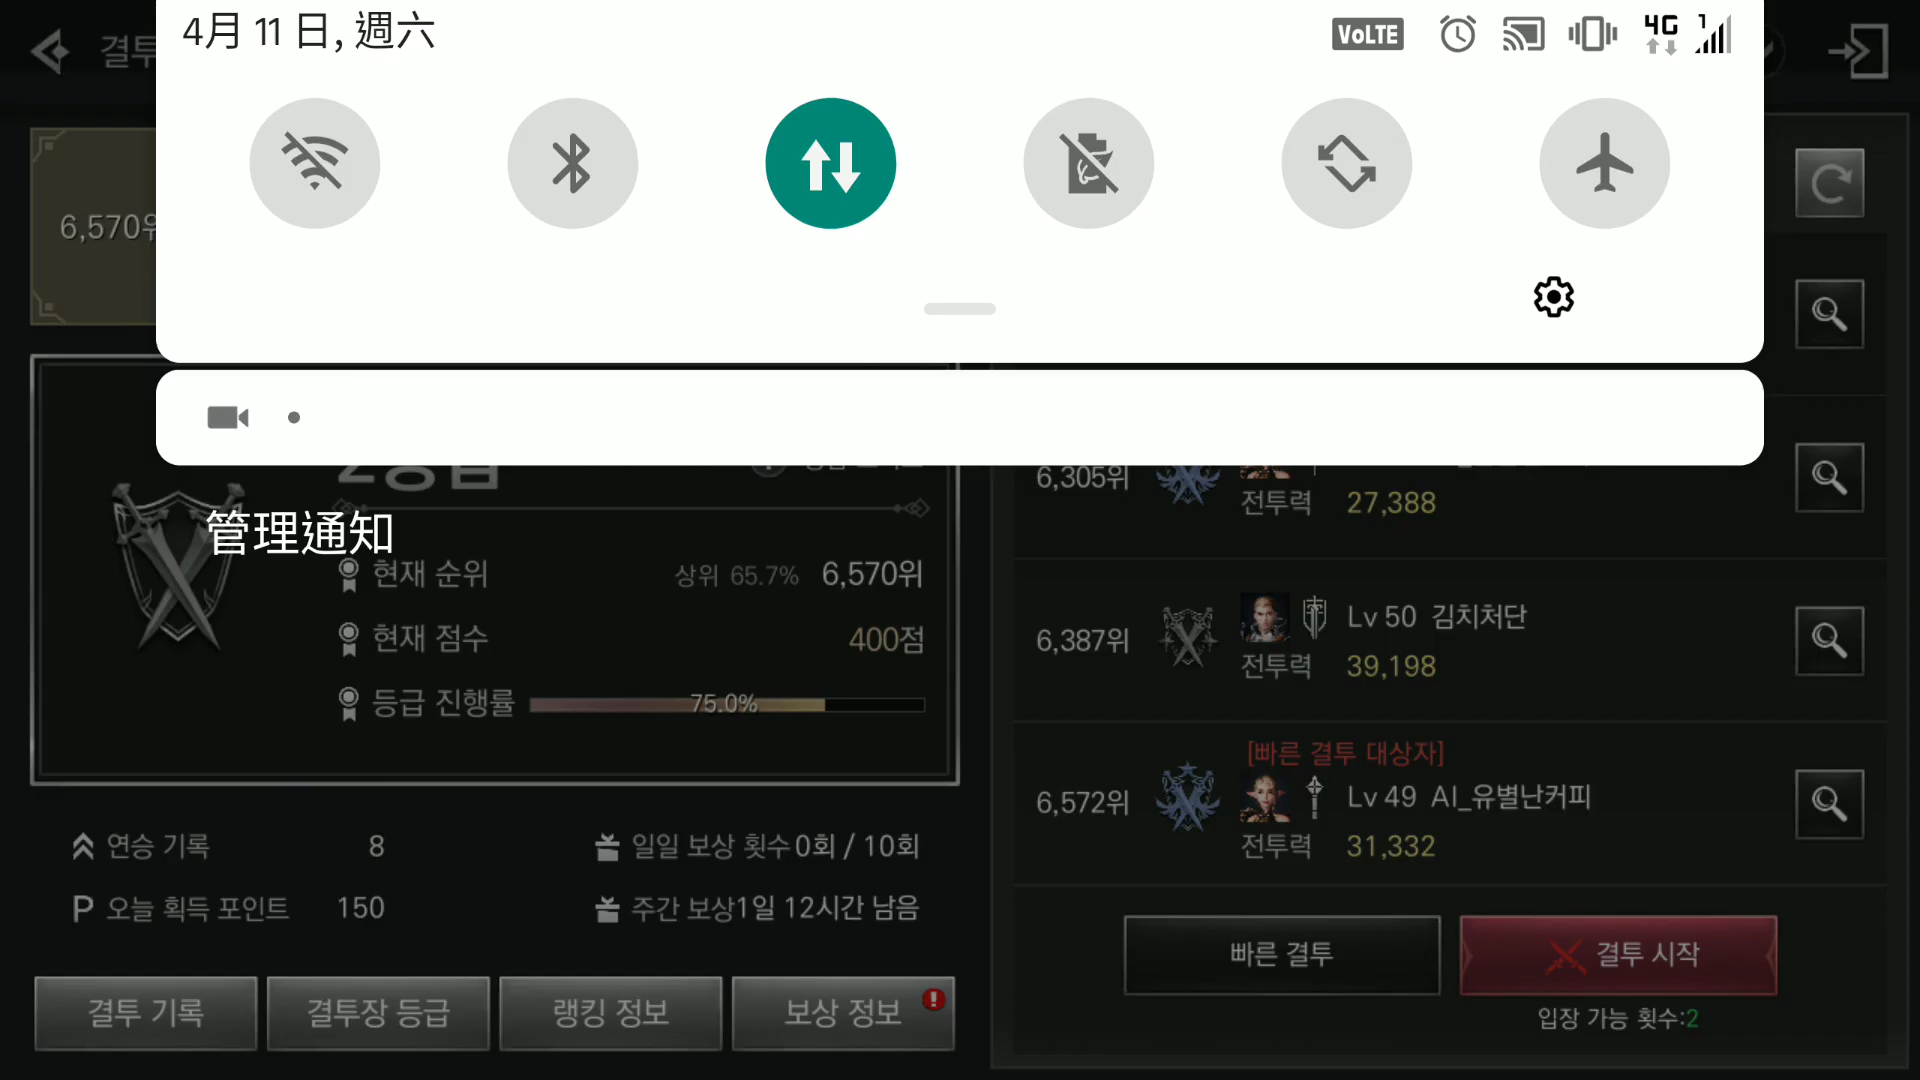 4月 11 日, 週六
VoLTE
4G
1
결투
6,570위
管理通知
현재 순위
상위 65.7%
6,570위
현재 점수
400점
등급 진행률
75.0%
연승 기록
8
일일 보상 횟수 0회 / 10회
P 오늘 획득 포인트
150
주간 보상 1일 12시간 남음
결투 기록
결투장 등급
랭킹 정보
보상 정보
6,305위
전투력
27,388
6,387위
Lv 50 김치처단
전투력
39,198
[빠른 결투 대상자]
6,572위
Lv 49 AI_유별난커피
전투력
31,332
빠른 결투
결투 시작
입장 가능 횟수:2